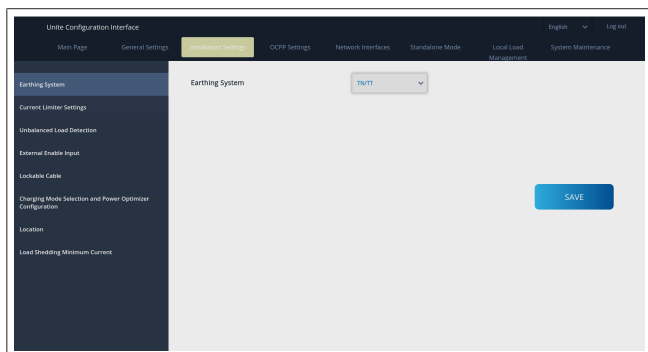 Unite Configuration Interface
English
Log out
Main Page
General Settings
Installation Settings
OCPP Settings
Network Interfaces
Standalone Mode
Local Load
Management
System Maintenance
Earthing System
Current Limiter Settings
Unbalanced Load Detection
External Enable Input
Lockable Cable
Charging Mode Selection and Power Optimizer
Configuration
Location
Load Shedding Minimum Current
Earthing System
TN/TT
SAVE